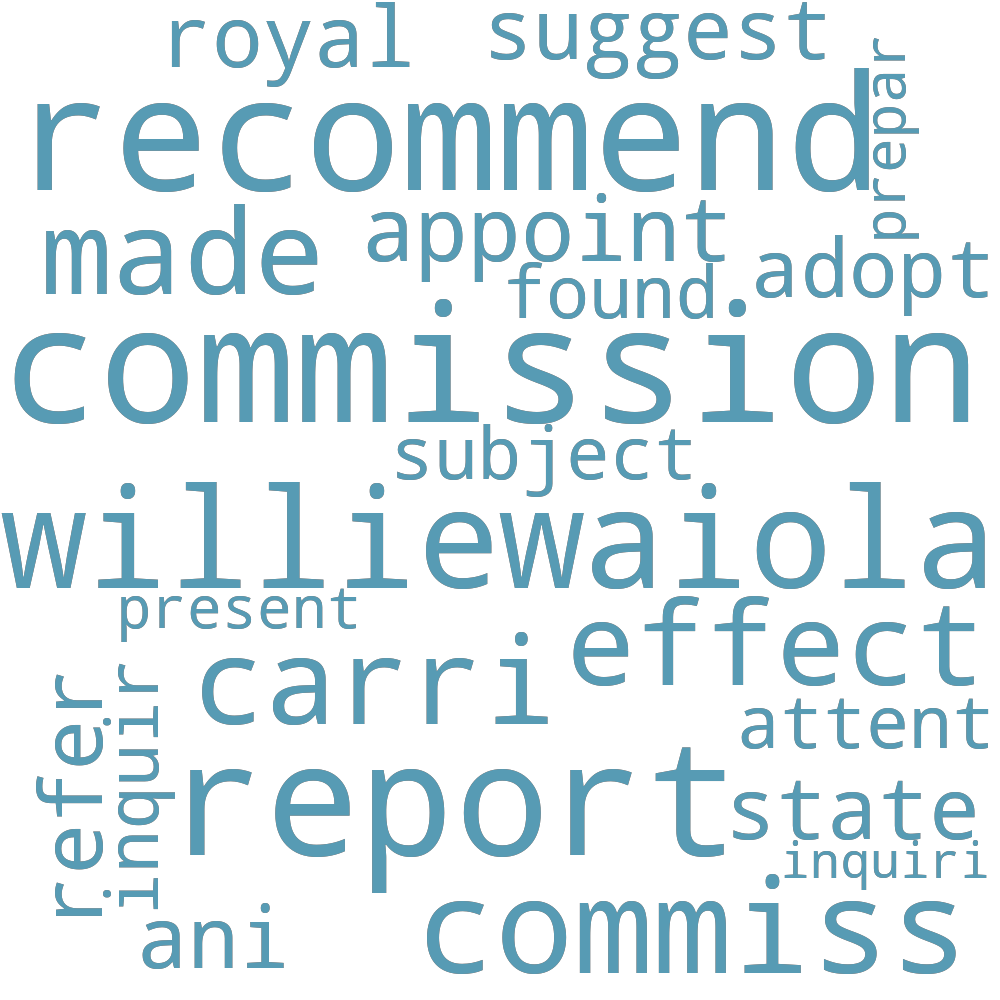 royal
suggest
prepar
recommend
made
appoint
adopt
found
commission
subject
williewaiola
present
effect
carri
refer
inquir
attent
report
state
inquiri
ani
commiss